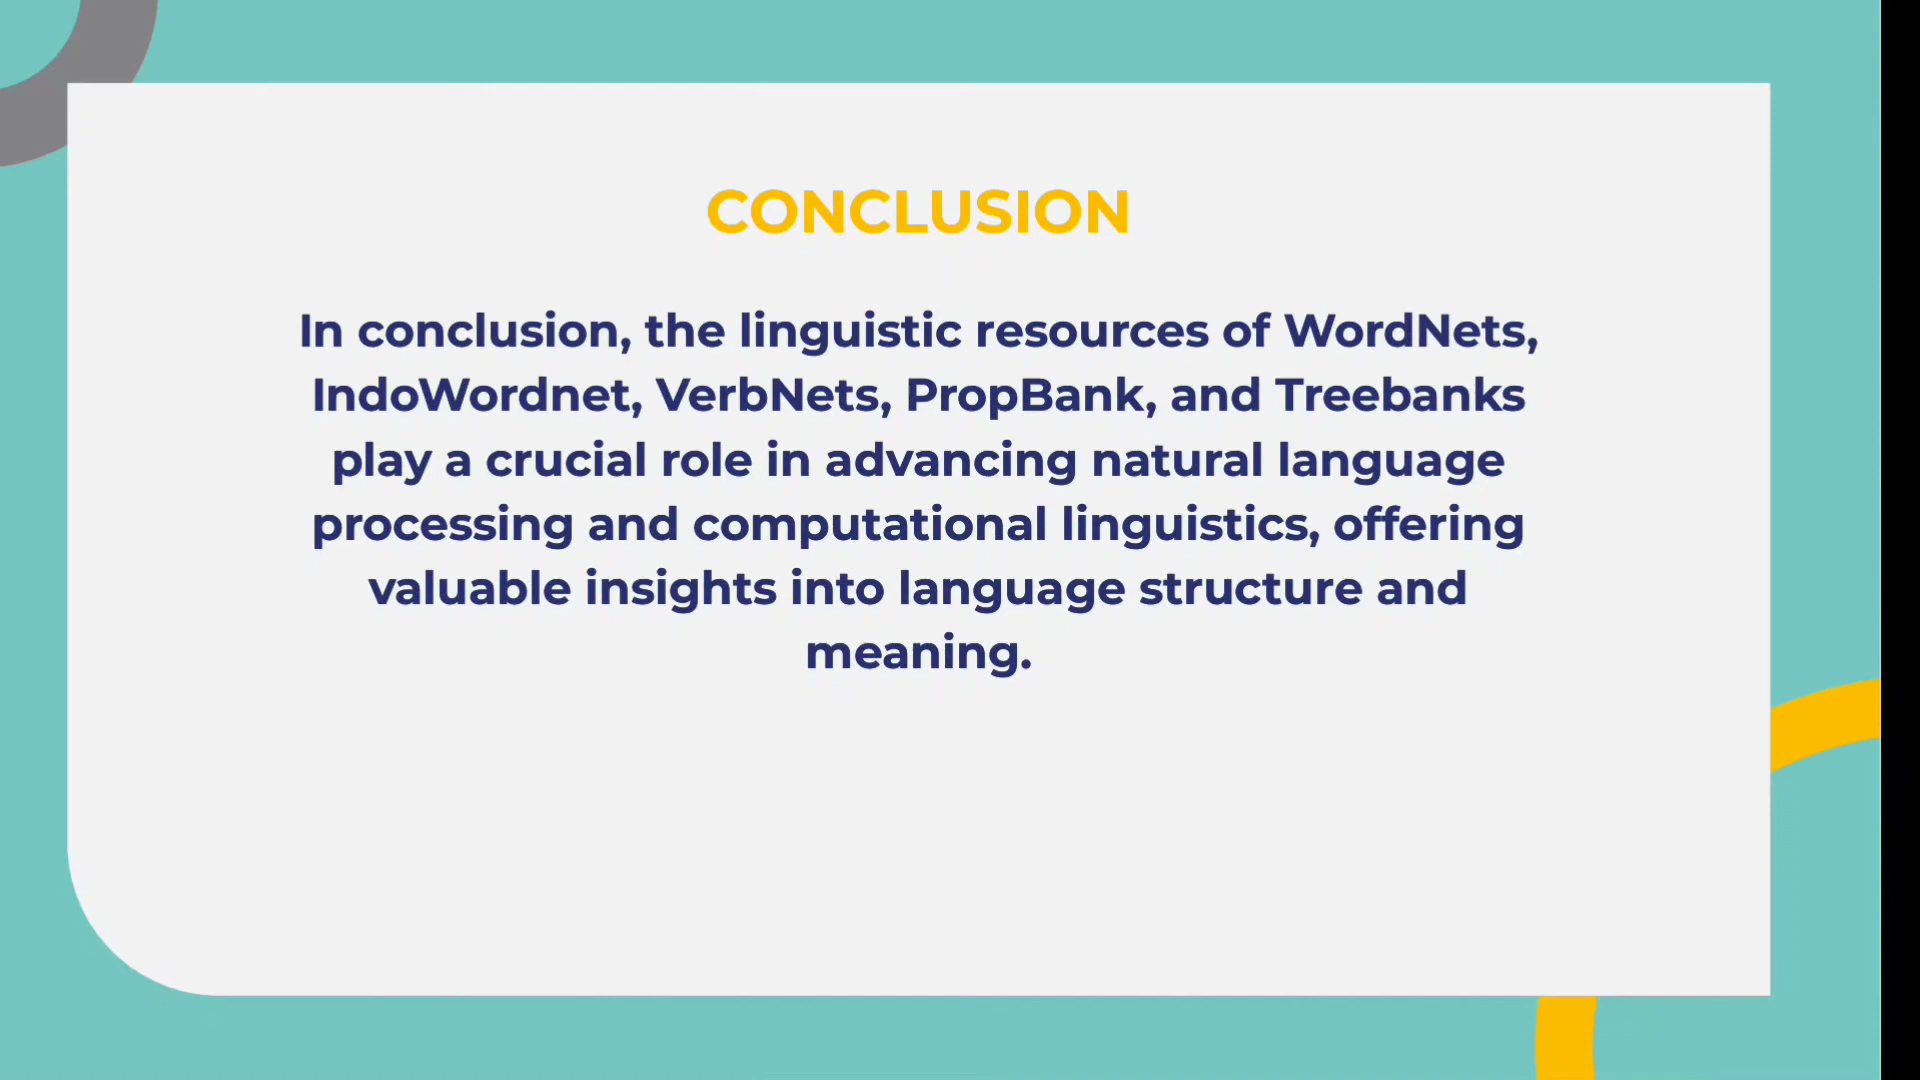 CONCLUSION
In conclusion, the linguistic resources of WordNets,
IndoWordnet, VerbNets, PropBank, and Treebanks
play a crucial role in advancing natural language
processing and computational linguistics, offering
valuable insights into language structure and
meaning.